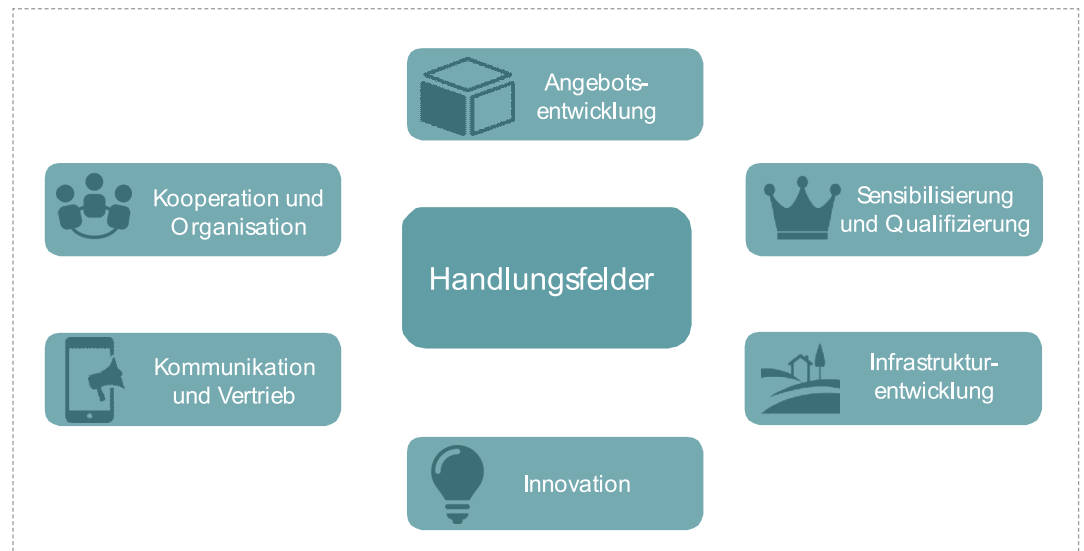 Angebots-
entwicklung
Kooperation und
Organisation
Sensibilisierung
und Qualifizierung
Handlungsfelder
Kommunikation
und Vertrieb
Infrastruktur-
entwicklung
Innovation